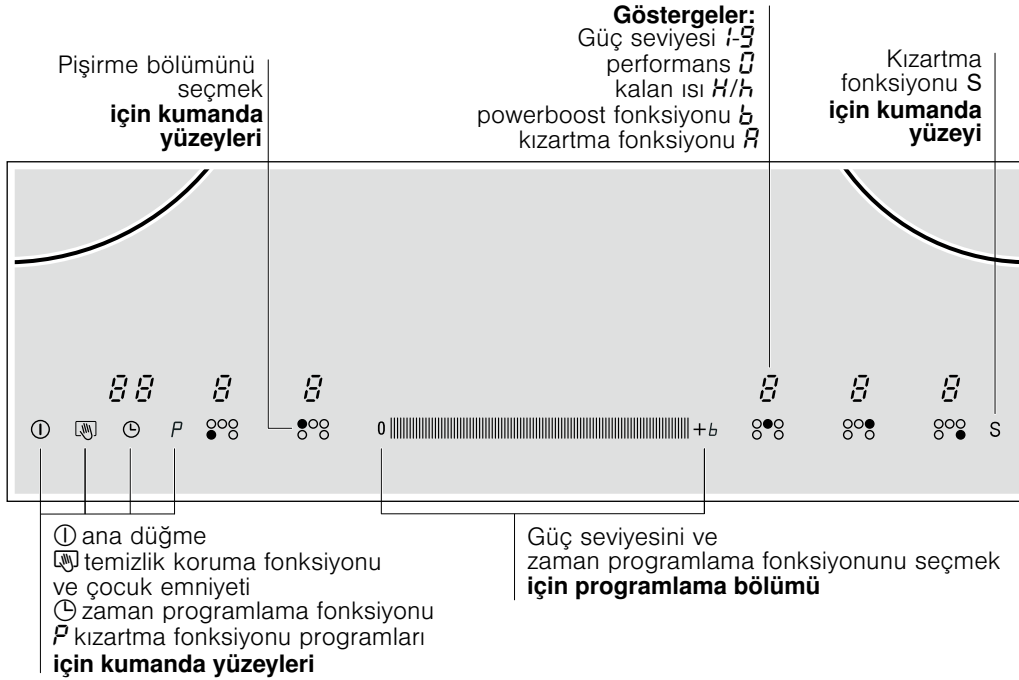 Pişirme bölümünü
seçmek
için kumanda
yüzeyleri
Göstergeler:
Güç seviyesi 1-9
performans 0
kalan ısı H/h
powerboost fonksiyonu b
kızartma fonksiyonu A
Kızartma
fonksiyonu S
için kumanda
yüzeyi
88 8 8 8 8 8
P 0 +b S
ana düğme
temizlik koruma fonksiyonu
ve çocuk emniyeti
zaman programlama fonksiyonu
P kızartma fonksiyonu programları
için kumanda yüzeyleri
Güç seviyesini ve
zaman programlama fonksiyonunu seçmek
için programlama bölümü